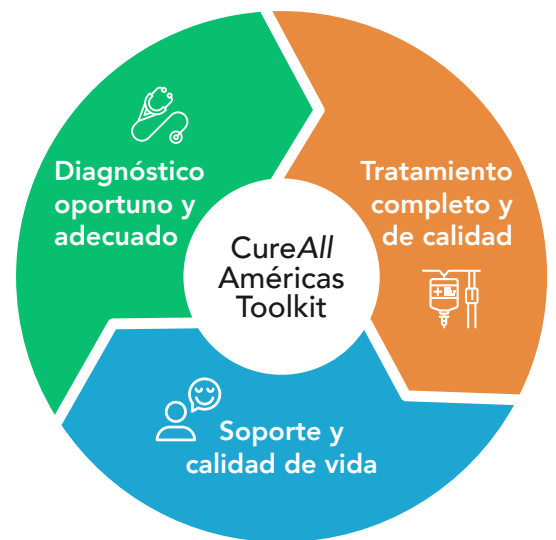 Diagnóstico
oportuno y
adecuado
Tratamiento
completo y
de calidad
CureAll
Américas
Toolkit
Soporte y
calidad de vida